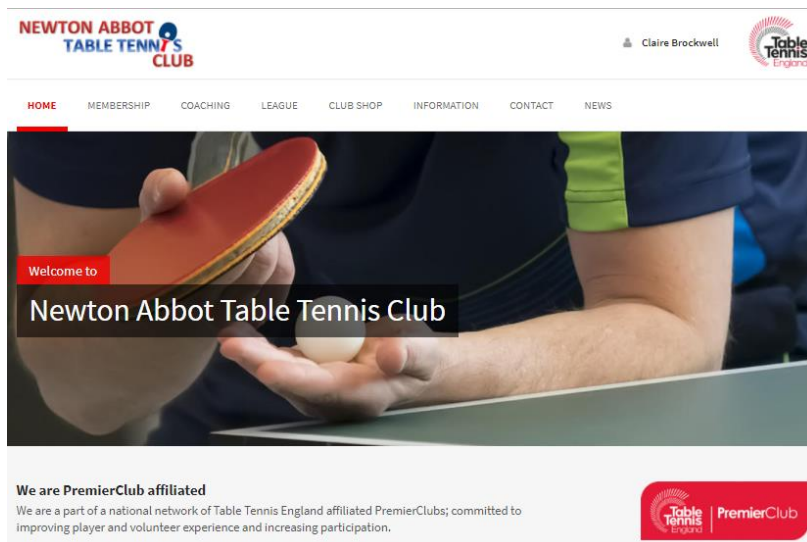 NEWTON ABBOT
TABLE TENNIS
CLUB
Claire Brockwell
Table
Tennis
England
HOME MEMBERSHIP COACHING LEAGUE CLUB SHOP INFORMATION CONTACT NEWS
Welcome to
Newton Abbot Table Tennis Club
We are PremierClub affiliated
We are a part of a national network of Table Tennis England affiliated PremierClubs; committed to
improving player and volunteer experience and increasing participation.
Table
Tennis
England
PremierClub